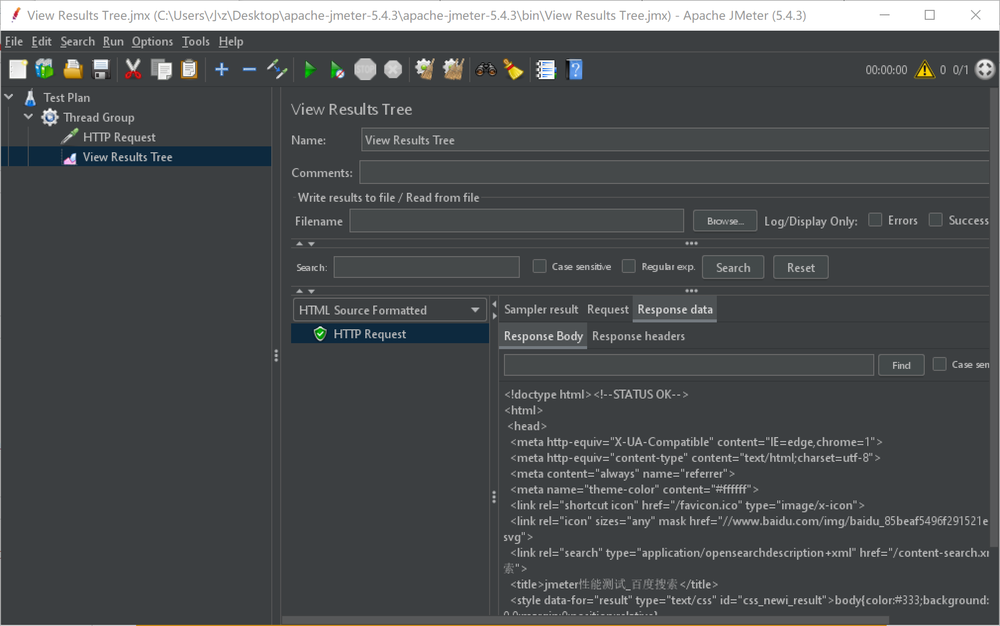 View Results Tree.jmx (C:\Users\小z\Desktop\apache-jmeter-5.4.3\apache-jmeter-5.4.3\bin\View Results Tree.jmx) - Apache JMeter (5.4.3)
File Edit Search Run Options Tools Help
STOP 00:00:00 0 0/1
Test Plan
Thread Group
HTTP Request
View Results Tree
View Results Tree
Name: View Results Tree
Comments:
Write results to file / Read from file
Filename Browse... Log/Display Only: Errors Success
Search: Case sensitive Regular exp. Search Reset
HTML Source Formatted
HTTP Request
Sampler result Request Response data
Response Body Response headers
Find Case sen
<!doctype html><!--STATUS OK-->
<html>
<head>
<meta http-equiv="X-UA-Compatible" content="IE=edge,chrome=1">
<meta http-equiv="content-type" content="text/html;charset=utf-8">
<meta content="always" name="referrer">
<meta name="theme-color" content="#ffffff">
<link rel="shortcut icon" href="/favicon.ico" type="image/x-icon">
<link rel="icon" sizes="any" mask href="//www.baidu.com/img/baidu_85beaf5496f291521e
svg">
<link rel="search" type="application/opensearchdescription+xml" href="/content-search.x
索">
<title>jmeter性能测试_百度搜索</title>
<style data-for="result" type="text/css" id="css_newi_result">body{color:#333;background: